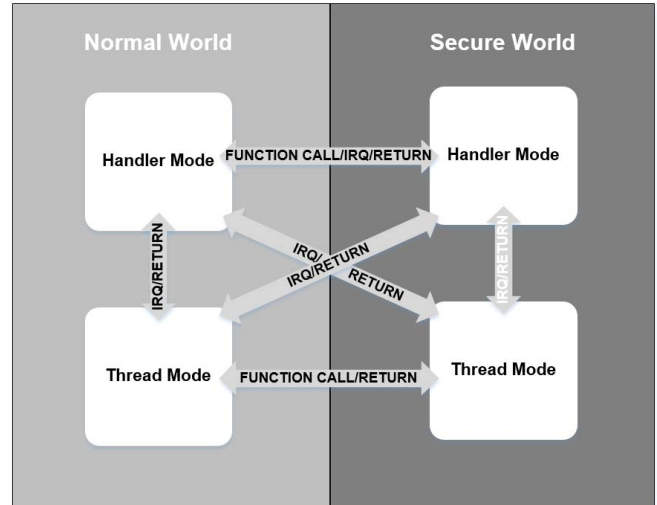 Normal World
Secure World
Handler Mode
FUNCTION CALL/IRQ/RETURN
Handler Mode
IRQ/RETURN
IRQ/ RETURN
IRQ/RETURN
IRQ/RETURN
Thread Mode
FUNCTION CALL/RETURN
Thread Mode